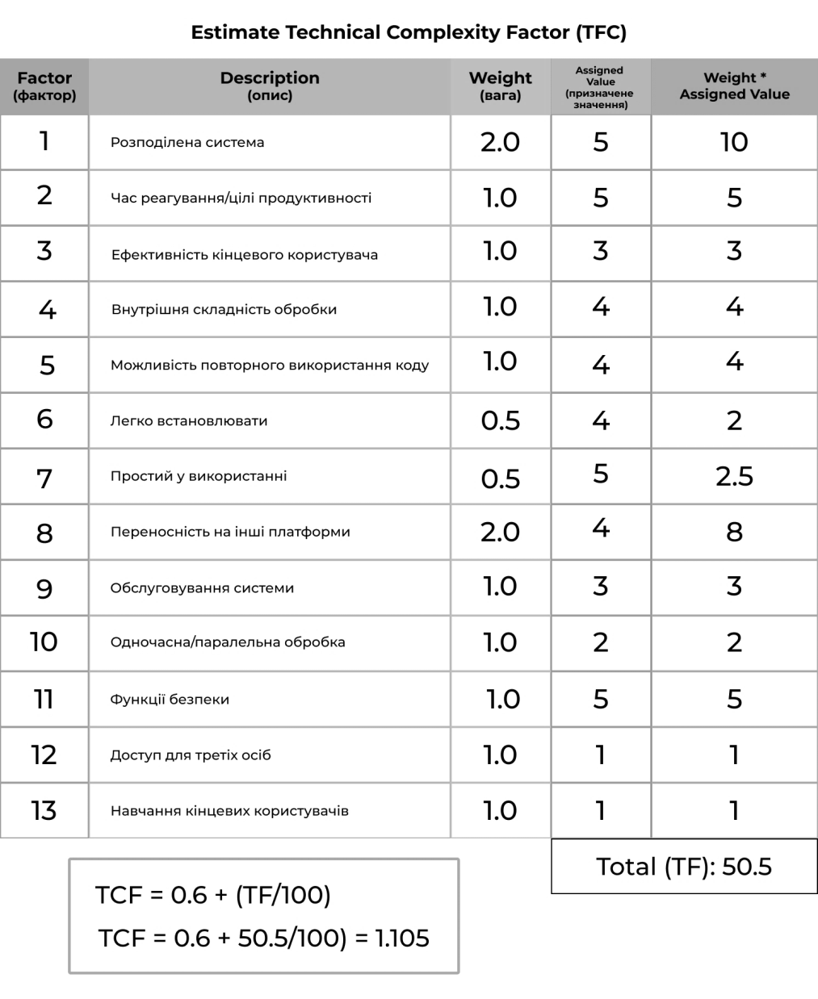 Estimate Technical Complexity Factor (TFC)
Factor (фактор) Description (опис) Weight (вага) Assigned Value (призначене значення) Weight * Assigned Value
1 Розподілена система 2.0 5 10
2 Час реагування/цілі продуктивності 1.0 5 5
3 Ефективність кінцевого користувача 1.0 3 3
4 Внутрішня складність обробки 1.0 4 4
5 Можливість повторного використання коду 1.0 4 4
6 Легко встановлювати 0.5 4 2
7 Простий у використанні 0.5 5 2.5
8 Переносність на інші платформи 2.0 4 8
9 Обслуговування системи 1.0 3 3
10 Одночасна/паралельна обробка 1.0 2 2
11 Функції безпеки 1.0 5 5
12 Доступ для третіх осіб 1.0 1 1
13 Навчання кінцевих користувачів 1.0 1 1
Total (TF): 50.5
TCF = 0.6 + (TF/100)
TCF = 0.6 + 50.5/100) = 1.105